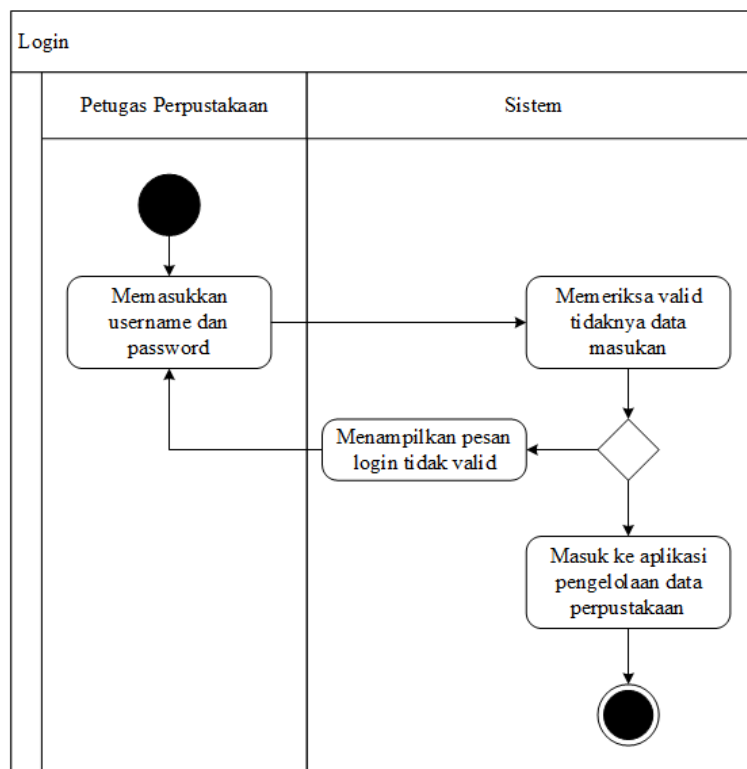 Login
Petugas Perpustakaan
Sistem
Memasukkan
username dan
password
Memeriksa valid
tidaknya data
masukan
Menampilkan pesan
login tidak valid
Masuk ke aplikasi
pengelolaan data
perpustakaan